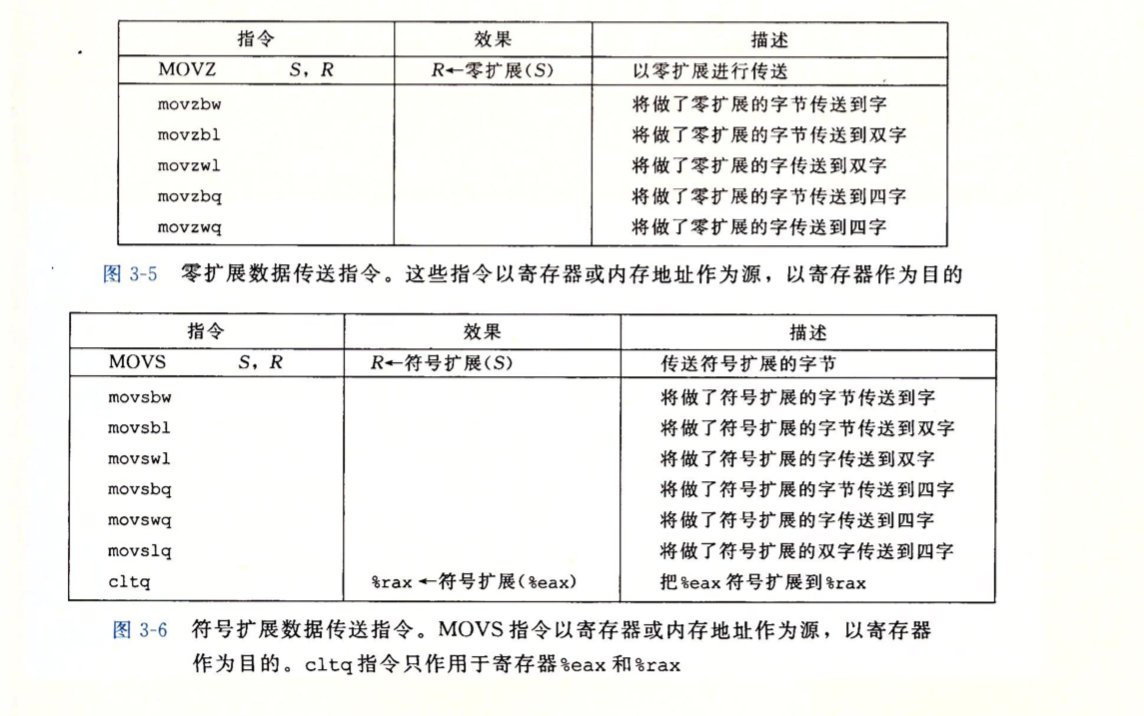 指令 效果 描述
MOVZ S, R R←零扩展(S) 以零扩展进行传送
movzbw 将做了零扩展的字节传送到字
movzbl 将做了零扩展的字节传送到双字
movzwl 将做了零扩展的字传送到双字
movzbq 将做了零扩展的字节传送到四字
movzwq 将做了零扩展的字传送到四字
图 3-5 零扩展数据传送指令。这些指令以寄存器或内存地址作为源，以寄存器作为目的
指令 效果 描述
MOVS S, R R←符号扩展(S) 传送符号扩展的字节
movsbw 将做了符号扩展的字节传送到字
movsbl 将做了符号扩展的字节传送到双字
movswl 将做了符号扩展的字传送到双字
movsbq 将做了符号扩展的字节传送到四字
movswq 将做了符号扩展的字传送到四字
movslq 将做了符号扩展的双字传送到四字
cltq %rax←符号扩展(%eax) 把%eax符号扩展到%rax
图 3-6 符号扩展数据传送指令。MOVS指令以寄存器或内存地址作为源，以寄存器
作为目的。cltq指令只作用于寄存器%eax和%rax